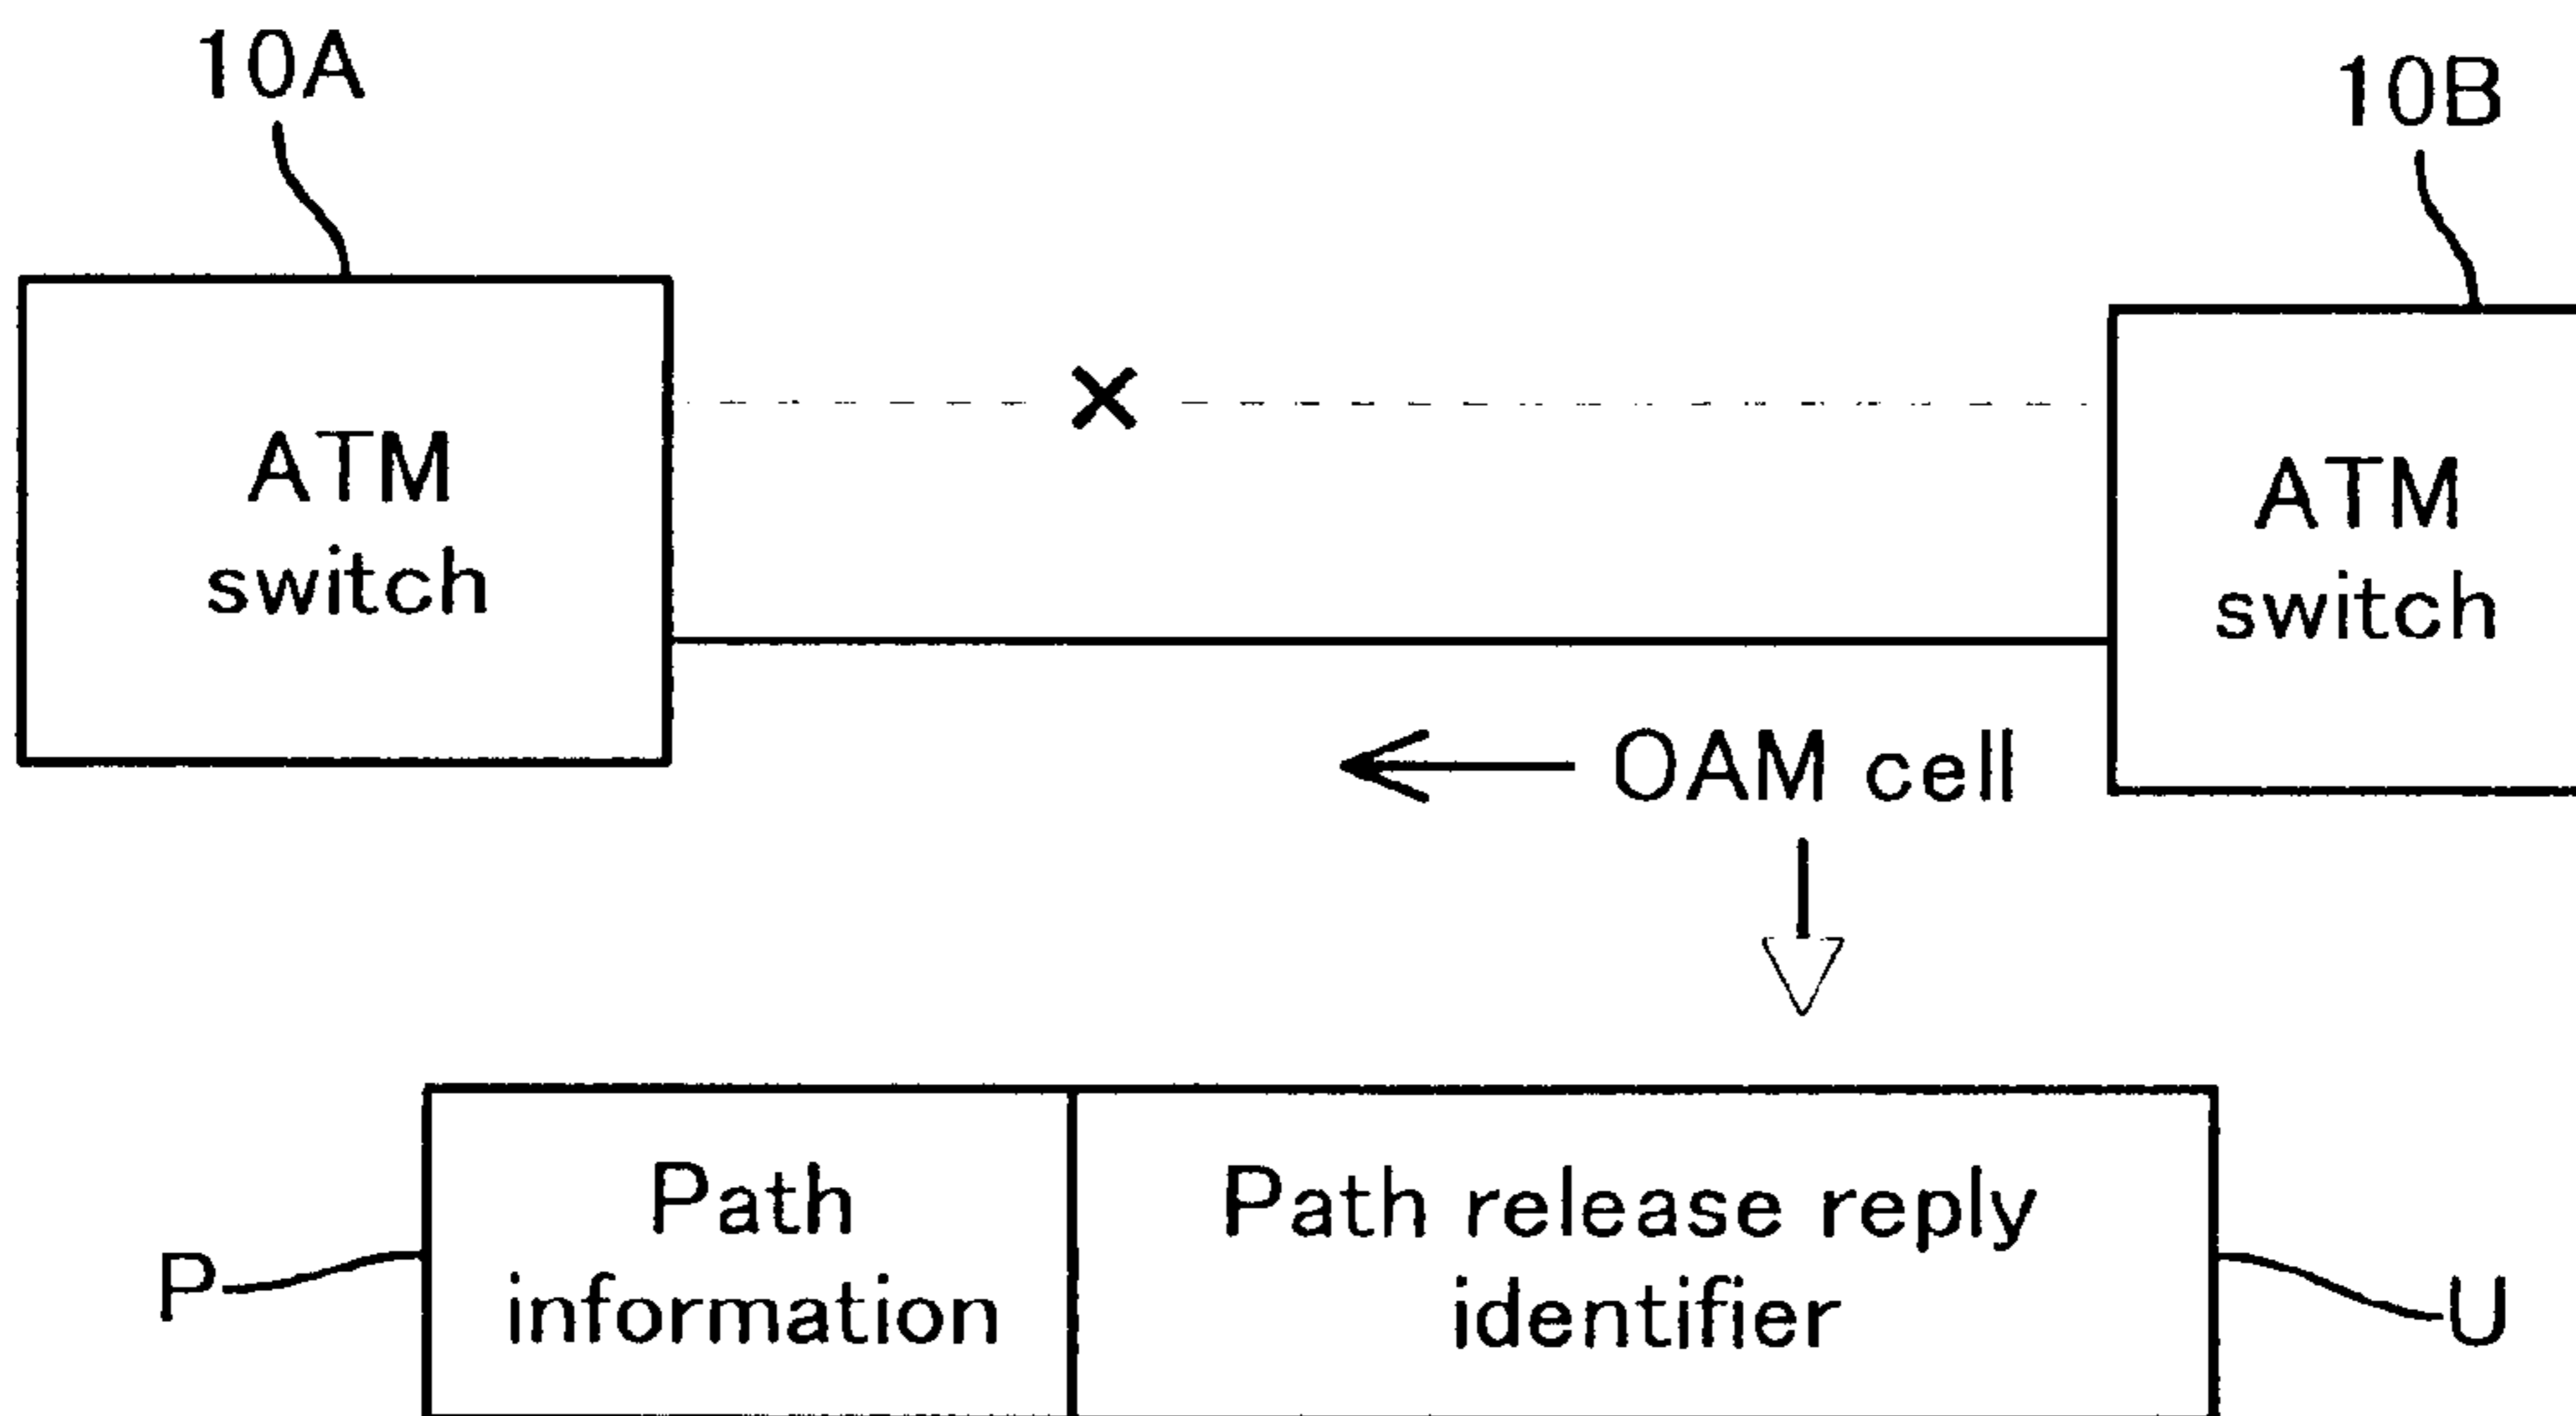 10A
10B
ATM
switch
ATM
switch
OAM cell
Path
information
Path release reply
identifier
P
U